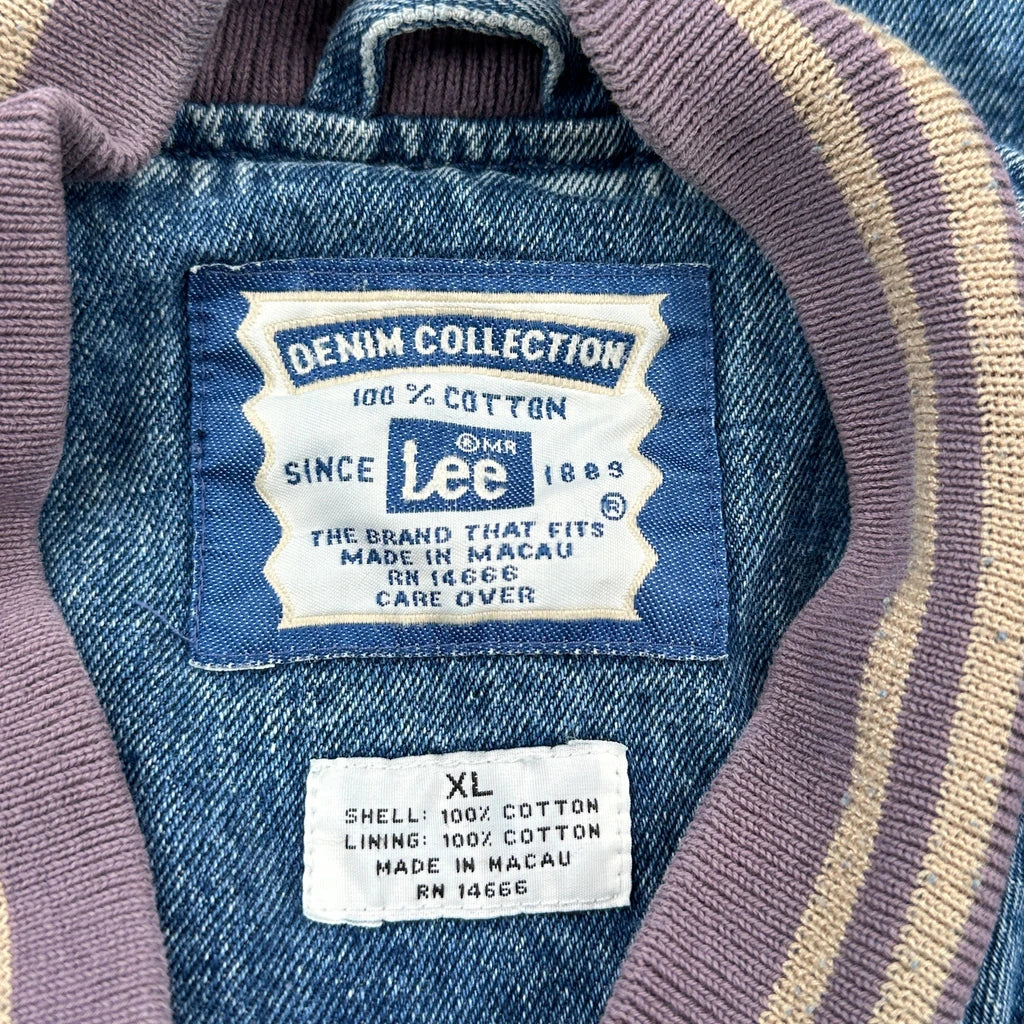 DENIM COLLECTION
100 % COTTON
® MR
SINCE Lee 1889
®
THE BRAND THAT FITS
MADE IN MACAU
RN 14666
CARE OVER
XL
SHELL: 100% COTTON
LINING: 100% COTTON
MADE IN MACAU
RN 14666